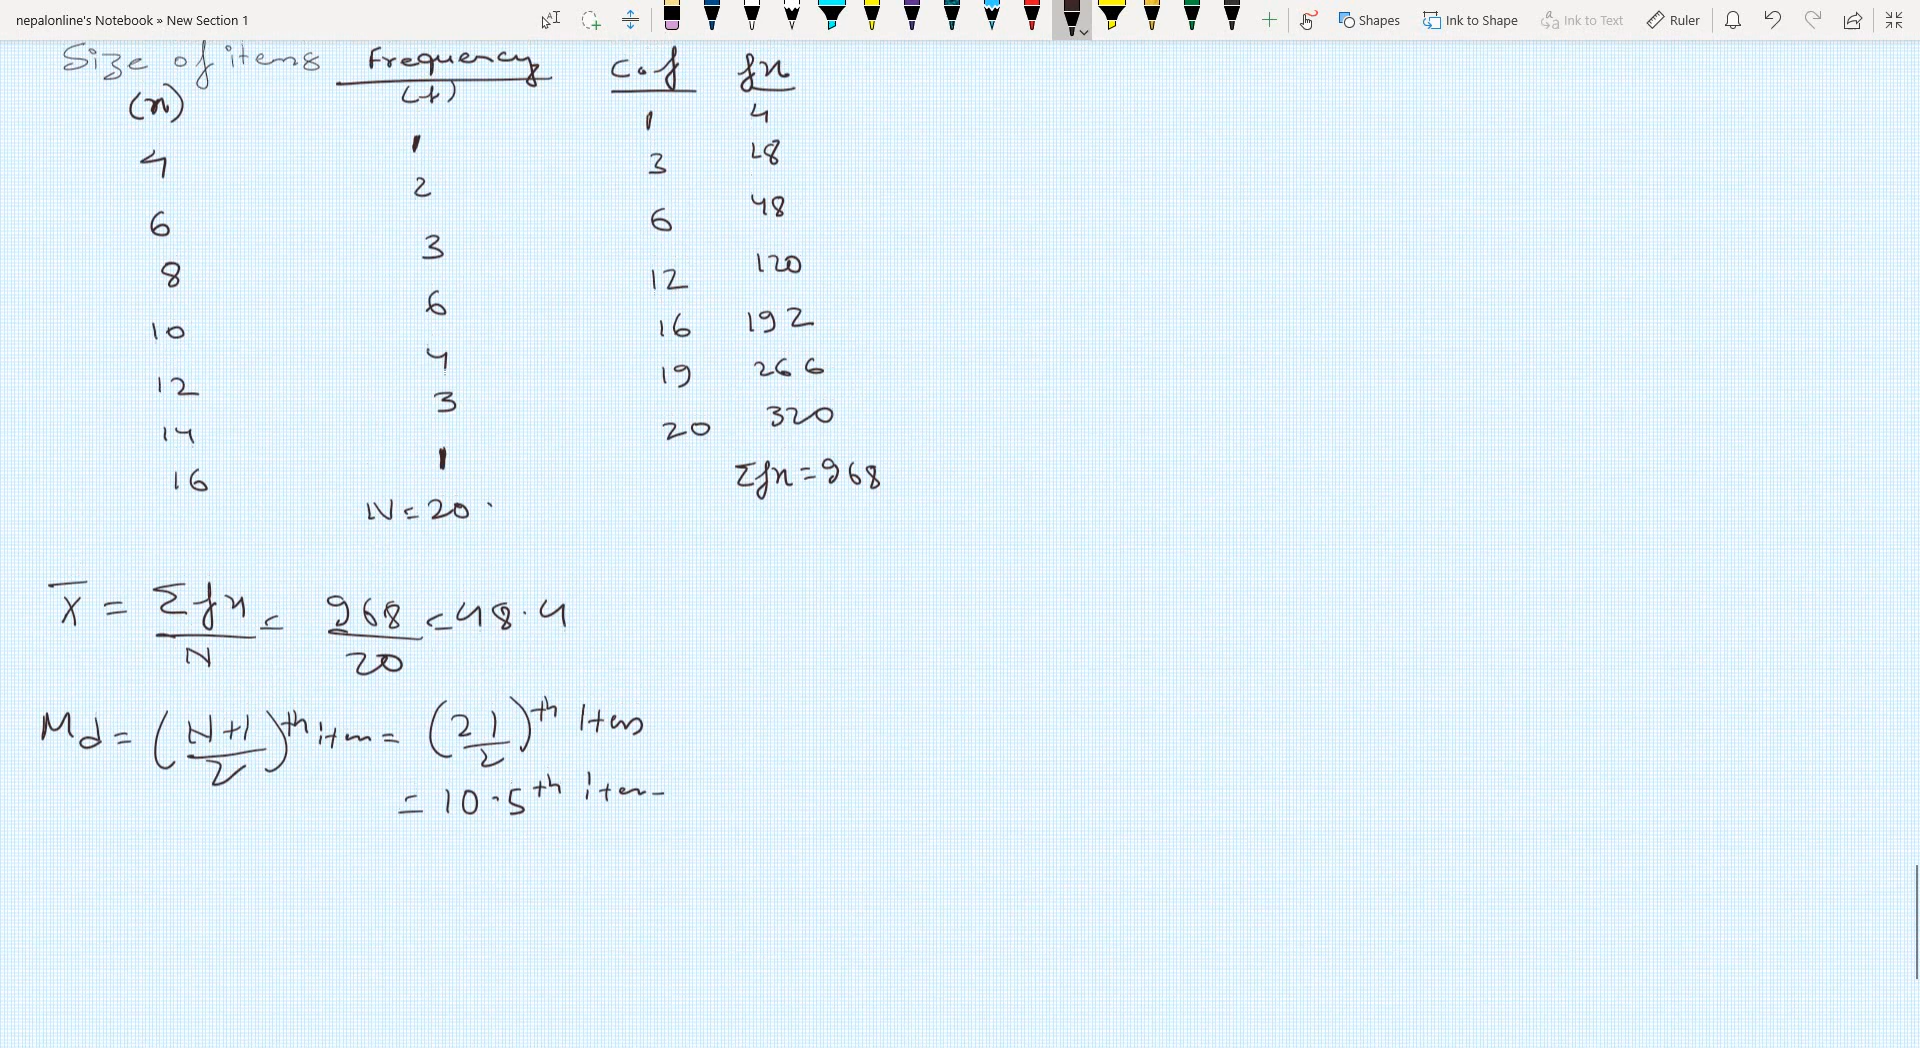 nepalonline's Notebook » New Section 1
Shapes Ink to Shape Ink to Text Ruler
Size of items Frequency c.f fx
(x) (f)
4 1 1 4
6 2 3 18
8 3 6 48
10 6 12 120
12 4 16 192
14 3 19 266
16 1 20 320
N = 20 Σfx = 968
X̄ = Σfx/N = 968/20 = 48.4
Md = (N+1/2)th item = (21/2)th item
= 10.5th item